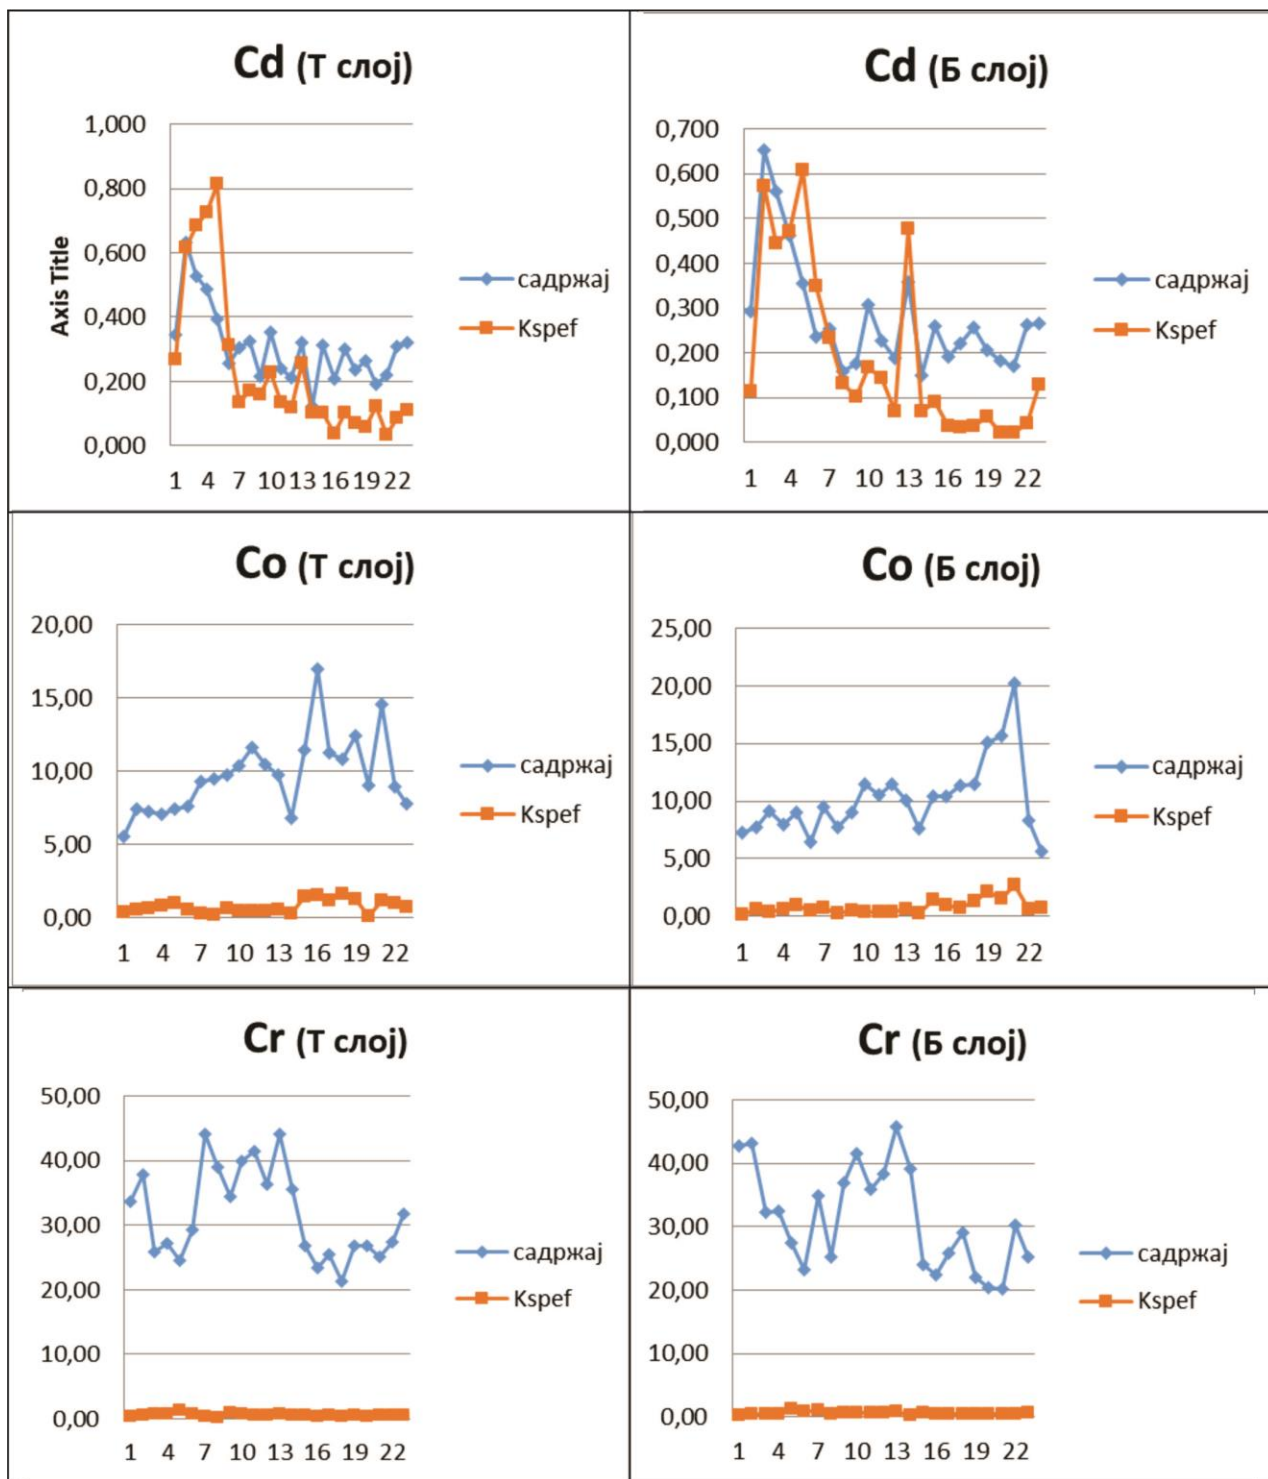 Cd (Т слој)
1,000
0,800
0,600
0,400
0,200
0,000
Axis Title
1 4 7 10 13 16 19 22
садржај
Kspef
Cd (Б слој)
0,700
0,600
0,500
0,400
0,300
0,200
0,100
0,000
1 4 7 10 13 16 19 22
садржај
Kspef
Co (Т слој)
20,00
15,00
10,00
5,00
0,00
1 4 7 10 13 16 19 22
садржај
Kspef
Co (Б слој)
25,00
20,00
15,00
10,00
5,00
0,00
1 4 7 10 13 16 19 22
садржај
Kspef
Cr (Т слој)
50,00
40,00
30,00
20,00
10,00
0,00
1 4 7 10 13 16 19 22
садржај
Kspef
Cr (Б слој)
50,00
40,00
30,00
20,00
10,00
0,00
1 4 7 10 13 16 19 22
садржај
Kspef